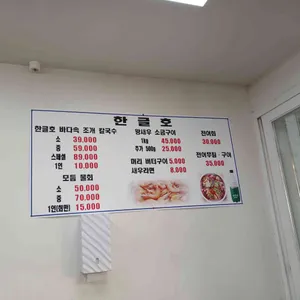 한글호
한글호 바다속 조개 칼국수
소 39.000
중 59.000
스페셜 89.000
1인 10.000
모듬 물회
소 50.000
중 70.000
1인(점심) 15.000
왕새우 소금구이
1kg 45.000
추가 500g 25.000
머리 버터구이 5.000
새우라면 8.000
전어회
30.000
전어무침 · 구이
35.000